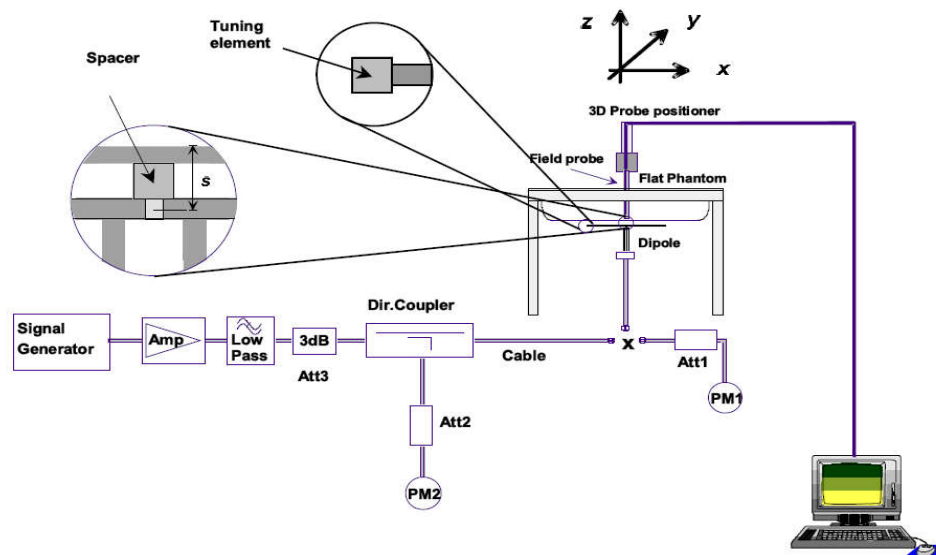 Tuning
element
Spacer
s
z
y
x
3D Probe positioner
Field probe
Flat Phantom
Dipole
Signal
Generator
Amp
Low
Pass
3dB
Att3
Dir.Coupler
Cable
x
Att1
PM1
Att2
PM2